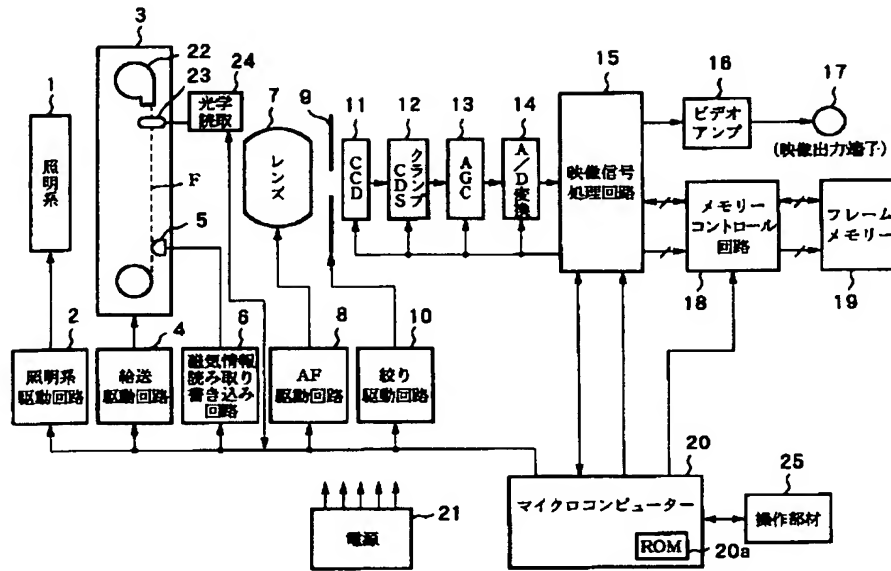 3
22
23
24
1
7
9
11
12
13
14
15
16
17
照明系
光学
読取
レンズ
CCD
クランプ
CDS
AGC
A/D変換
映像信号
処理回路
ビデオ
アンプ
(映像出力端子)
F
5
メモリー
コントロール
回路
フレーム
メモリー
18
19
2
4
6
8
10
照明系
駆動回路
給送
駆動回路
磁気情報
読み取り
書き込み
回路
AF
駆動回路
絞り
駆動回路
20
25
マイクロコンピューター
操作部材
ROM
20a
電源
21